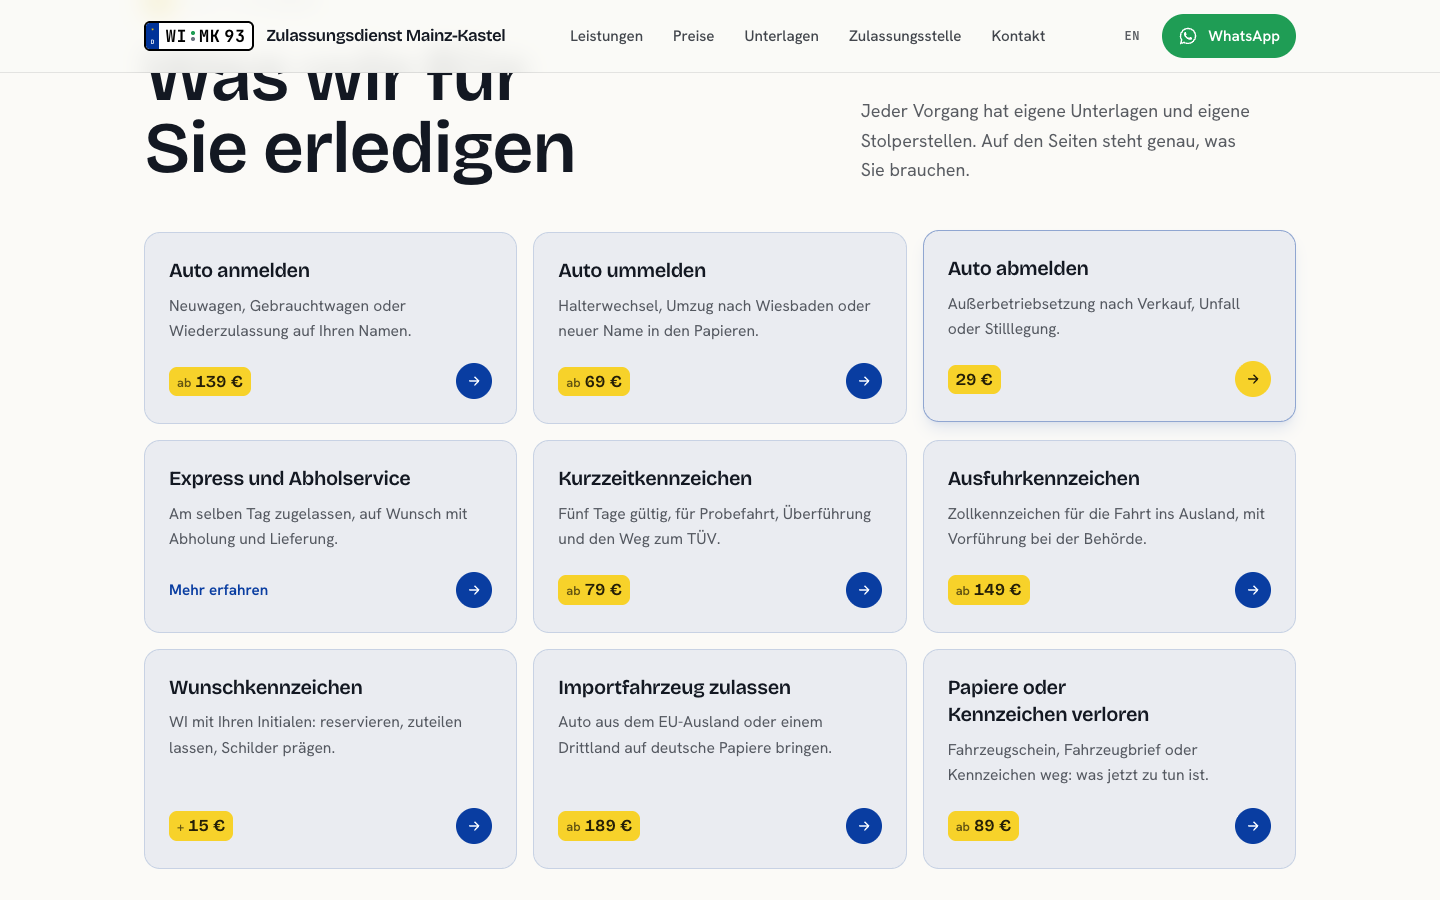 D WI:MK 93 Zulassungsdienst Mainz-Kastel Leistungen Preise Unterlagen Zulassungsstelle Kontakt EN WhatsApp
Was wir für
Sie erledigen
Jeder Vorgang hat eigene Unterlagen und eigene
Stolperstellen. Auf den Seiten steht genau, was
Sie brauchen.
Auto anmelden
Neuwagen, Gebrauchtwagen oder
Wiederzulassung auf Ihren Namen.
ab 139 €
Auto ummelden
Halterwechsel, Umzug nach Wiesbaden oder
neuer Name in den Papieren.
ab 69 €
Auto abmelden
Außerbetriebsetzung nach Verkauf, Unfall
oder Stilllegung.
29 €
Express und Abholservice
Am selben Tag zugelassen, auf Wunsch mit
Abholung und Lieferung.
Mehr erfahren
Kurzzeitkennzeichen
Fünf Tage gültig, für Probefahrt, Überführung
und den Weg zum TÜV.
ab 79 €
Ausfuhrkennzeichen
Zollkennzeichen für die Fahrt ins Ausland, mit
Vorführung bei der Behörde.
ab 149 €
Wunschkennzeichen
WI mit Ihren Initialen: reservieren, zuteilen
lassen, Schilder prägen.
+ 15 €
Importfahrzeug zulassen
Auto aus dem EU-Ausland oder einem
Drittland auf deutsche Papiere bringen.
ab 189 €
Papiere oder
Kennzeichen verloren
Fahrzeugschein, Fahrzeugbrief oder
Kennzeichen weg: was jetzt zu tun ist.
ab 89 €